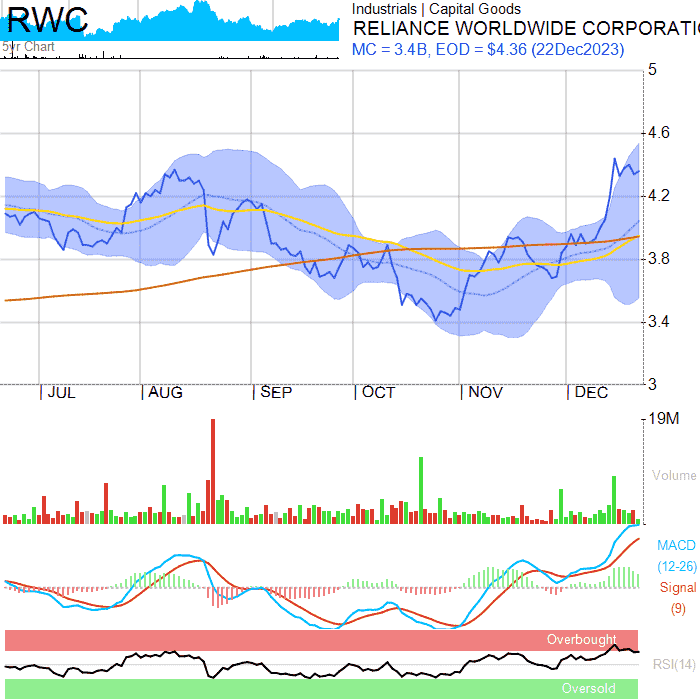 RWC
5yr Chart
Industrials | Capital Goods
RELIANCE WORLDWIDE CORPORATI
MC = 3.4B, EOD = $4.36 (22Dec2023)
5
4.6
4.2
3.8
3.4
3
| JUL | AUG | SEP | OCT | NOV | DEC
19M
Volume
MACD
(12-26)
Signal
(9)
Overbought
RSI(14)
Oversold